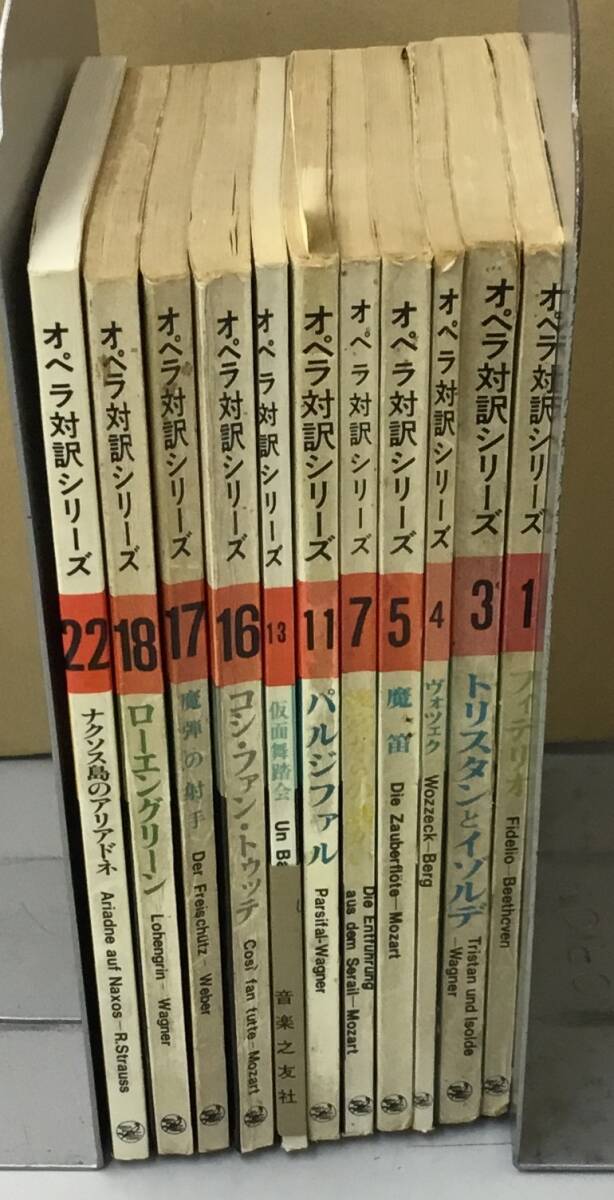 オペラ対訳シリーズ
22
ナクソス島のアリアドネ
Ariadne auf Naxos－R.Strauss
オペラ対訳シリーズ
18
ローエングリーン
Lohengrin－Wagner
オペラ対訳シリーズ
17
魔弾の射手
Der Freischütz－Weber
オペラ対訳シリーズ
16
コシ・ファン・トゥッテ
Così fan tutte－Mozart
オペラ対訳シリーズ
13
仮面舞踏会
Un Ba
音楽之友社
オペラ対訳シリーズ
11
パルジファル
Parsifal-Wagner
オペラ対訳シリーズ
7
Die Entführung
aus dem Serail－Mozart
オペラ対訳シリーズ
5
魔笛
Die Zauberflöte－Mozart
オペラ対訳シリーズ
4
ヴォツェク
Wozzeck－Berg
オペラ対訳シリーズ
3
トリスタンとイゾルデ
Tristan und Isolde
－Wagner
オペラ対訳シリーズ
1
フィデリオ
Fidelio－Beethoven